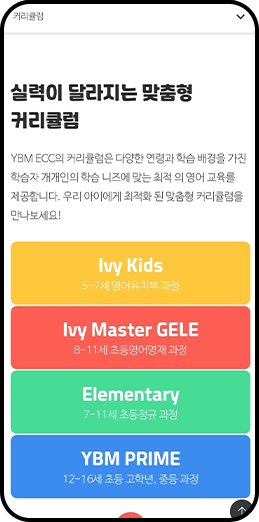 커리큘럼
실력이 달라지는 맞춤형
커리큘럼
YBM ECC의 커리큘럼은 다양한 연령과 학습 배경을 가진
학습자 개개인의 학습 니즈에 맞는 최적 의 영어 교육를
제공합니다. 우리 아이에게 최적화 된 맞춤형 커리큘럼을
만나보세요!
Ivy Kids
5-7세 영어유치부 과정
Ivy Master GELE
8-11세 초등영어영재 과정
Elementary
7-11세 초등정규 과정
YBM PRIME
12-16세 초등 고학년, 중등 과정